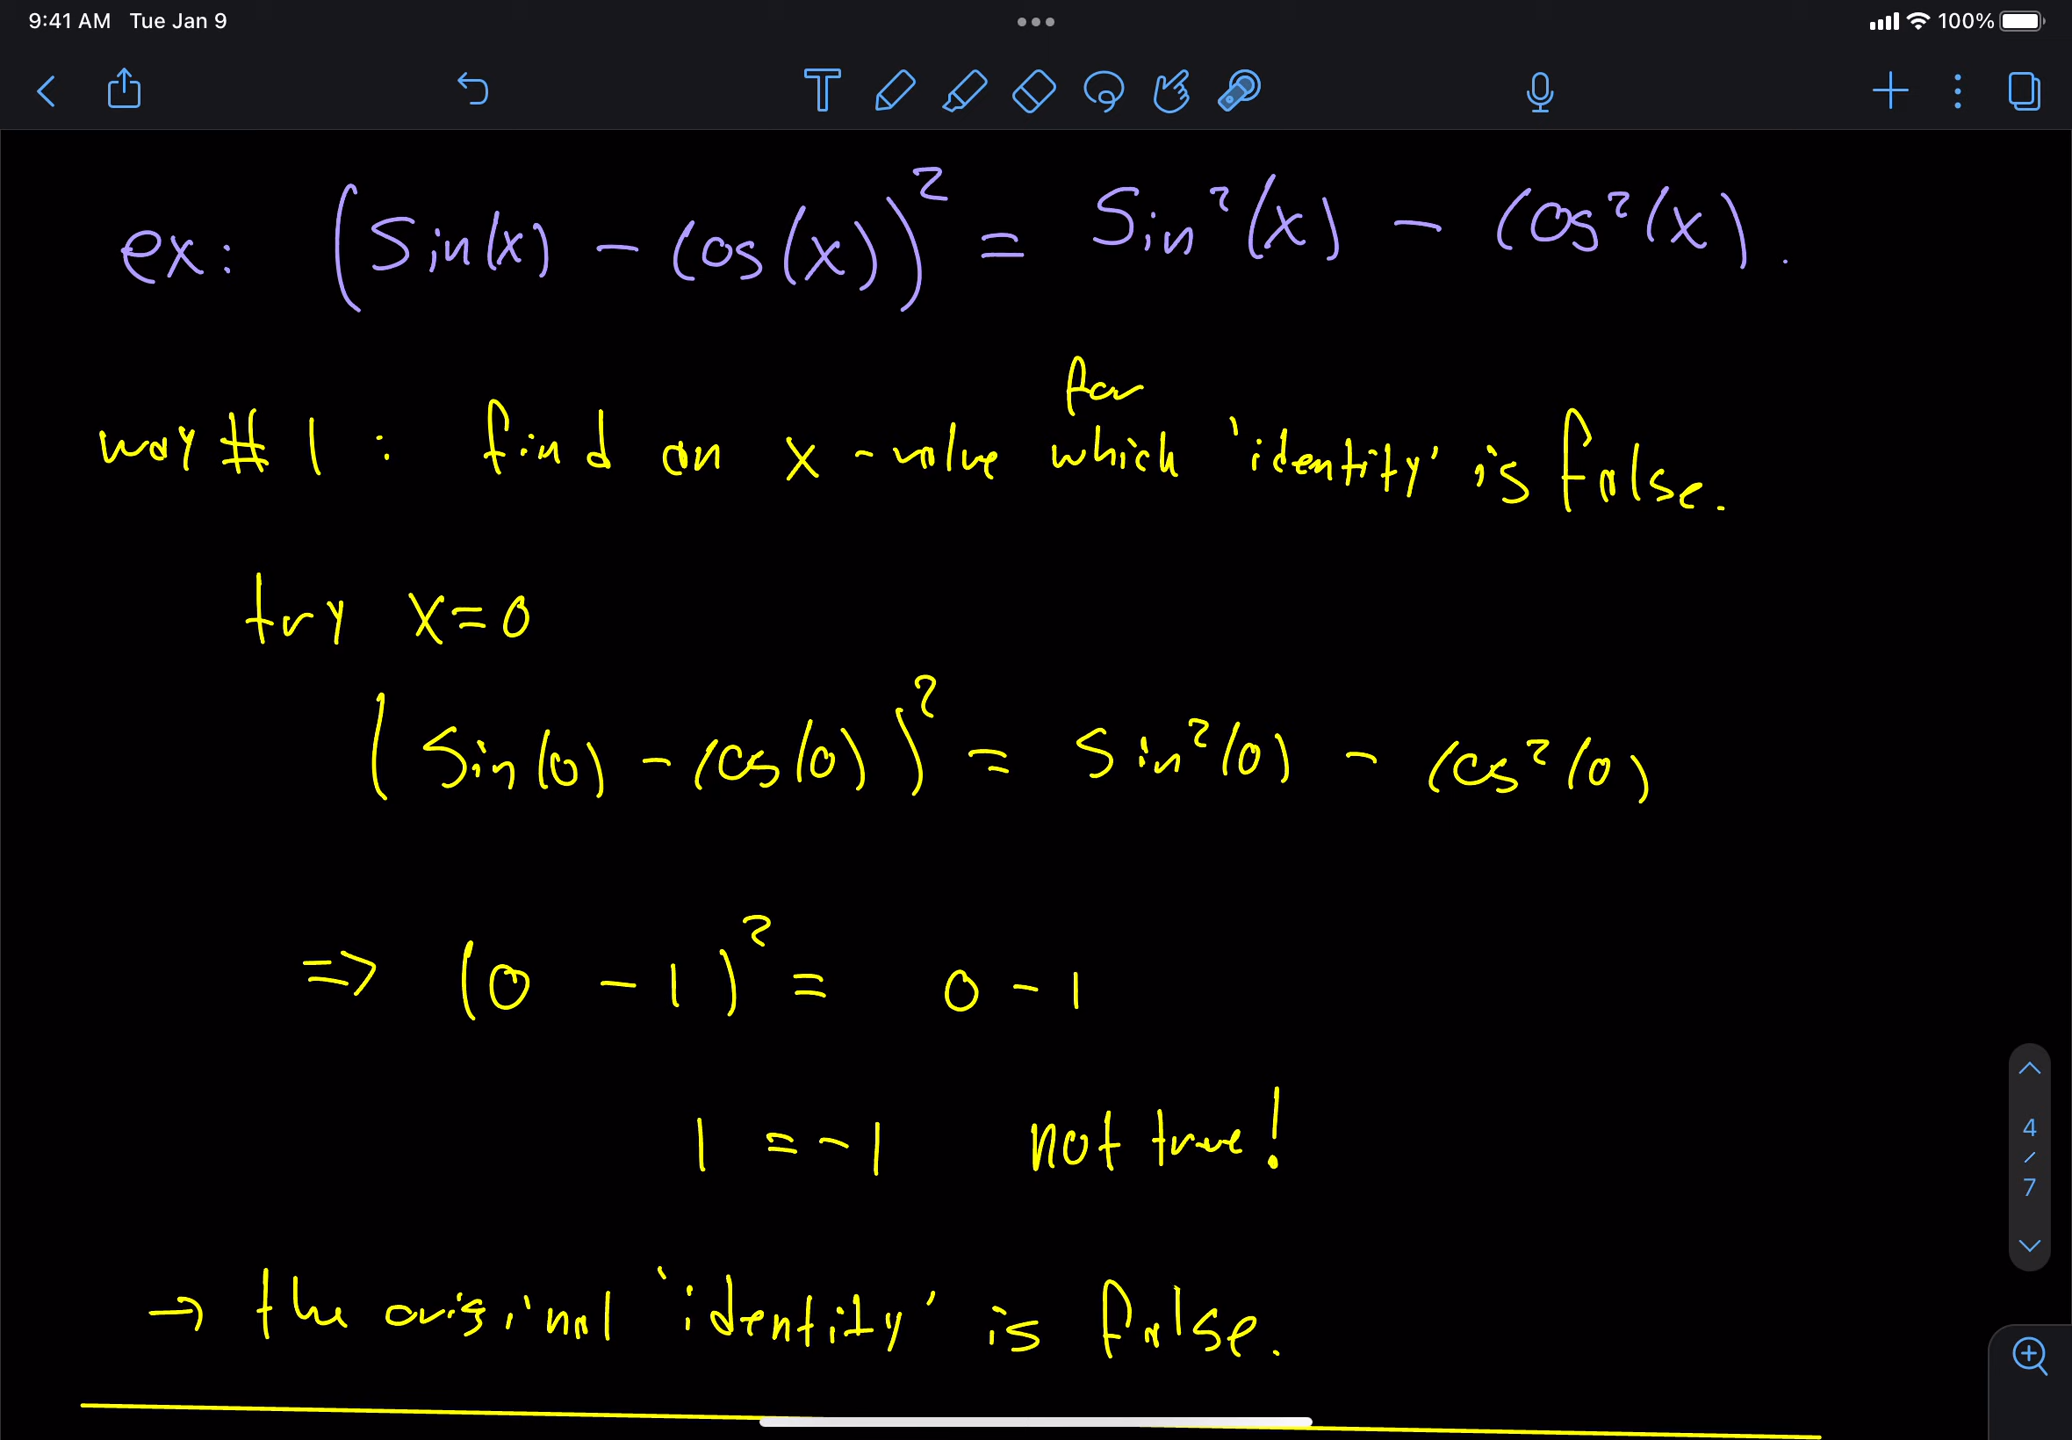 9:41 AM Tue Jan 9
100%
ex: (Sin(x) - cos(x))² = Sin²(x) - cos²(x).
way # 1 : find an x-value for which 'identity' is false.
try x=0
(Sin(0) - cos(0))² = Sin²(0) - cos²(0)
=> (0 - 1)² = 0 - 1
1 = -1 not true!
→ the original 'identity' is false.
4
/
7